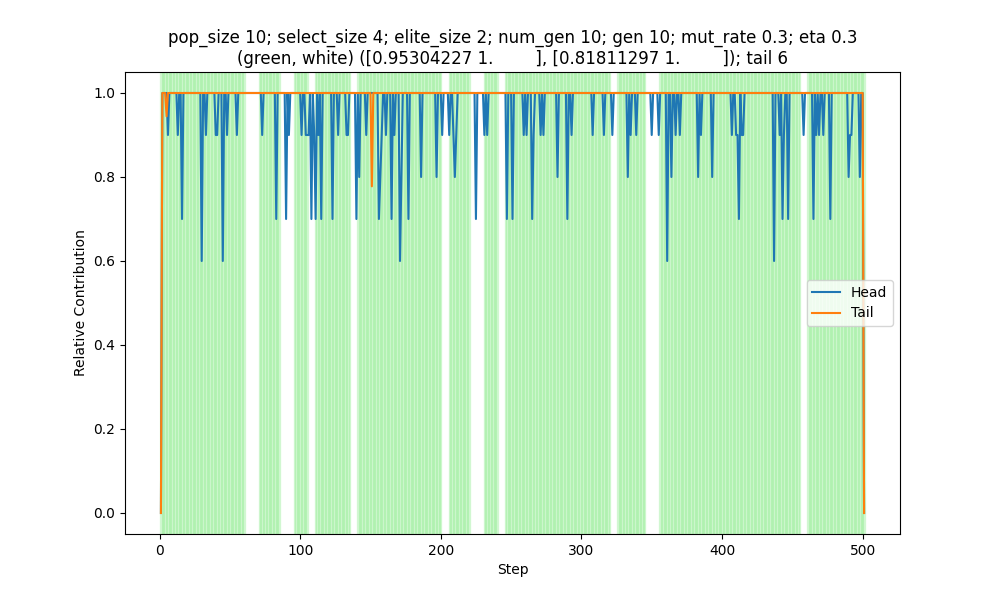 pop_size 10; select_size 4; elite_size 2; num_gen 10; gen 10; mut_rate 0.3; eta 0.3
(green, white) ([0.95304227 1.        ], [0.81811297 1.        ]); tail 6
Relative Contribution
1.0
0.8
0.6
0.4
0.2
0.0
Head
Tail
0
100
200
300
400
500
Step